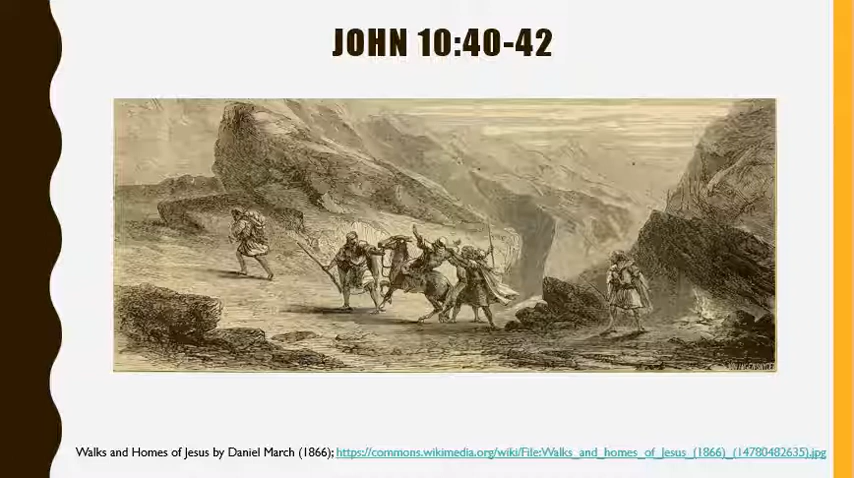 JOHN 10:40-42
Walks and Homes of Jesus by Daniel March (1866); https://commons.wikimedia.org/wiki/File:Walks_and_homes_of_Jesus_(1866)_(14780482635).jpg